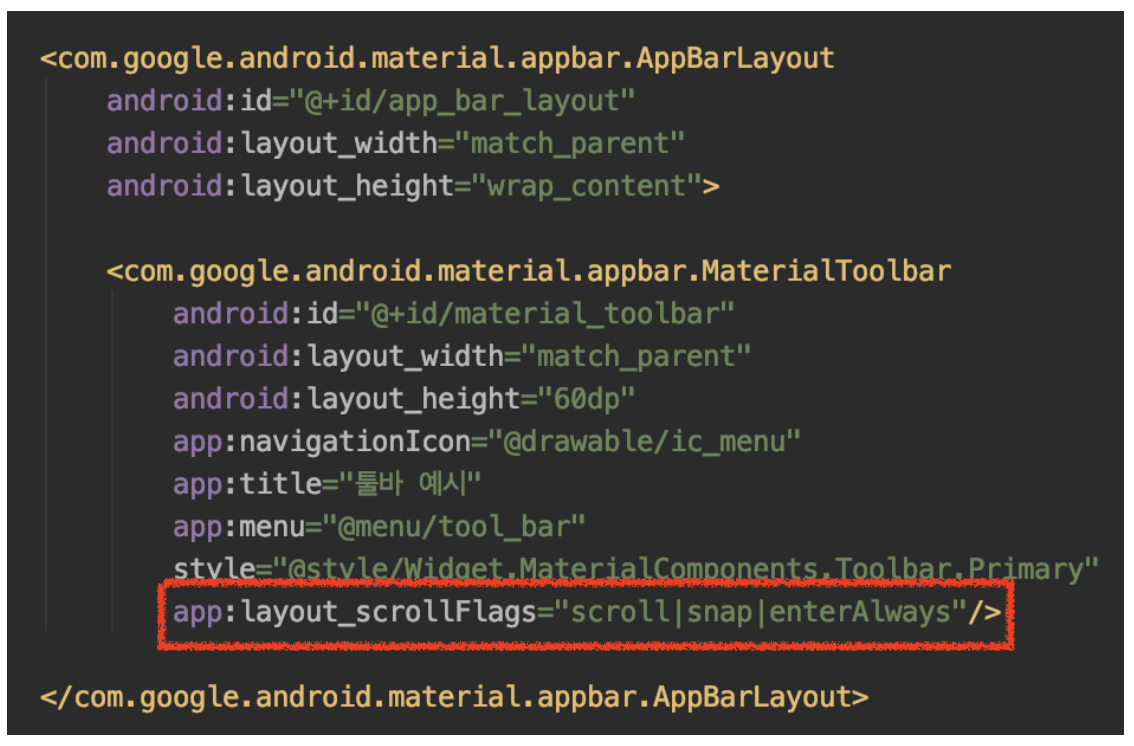 <com.google.android.material.appbar.AppBarLayout
android:id="@+id/app_bar_layout"
android:layout_width="match_parent"
android:layout_height="wrap_content">
<com.google.android.material.appbar.MaterialToolbar
android:id="@+id/material_toolbar"
android:layout_width="match_parent"
android:layout_height="60dp"
app:navigationIcon="@drawable/ic_menu"
app:title="툴바 예시"
app:menu="@menu/tool_bar"
style="@style/Widget.MaterialComponents.Toolbar.Primary"
app:layout_scrollFlags="scroll|snap|enterAlways"/>
</com.google.android.material.appbar.AppBarLayout>